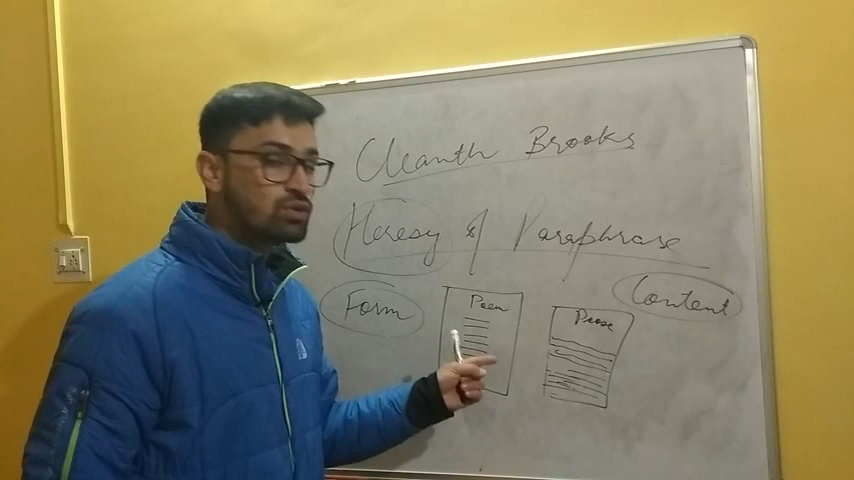 Cleanth Brooks
Heresy of Paraphrase
Form
Poem
Prose
Content